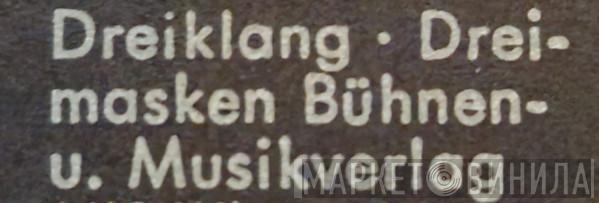 Dreiklang · Drei-
masken Bühnen-
u. Musikverlag
МАРКЕТ ВИНИЛА